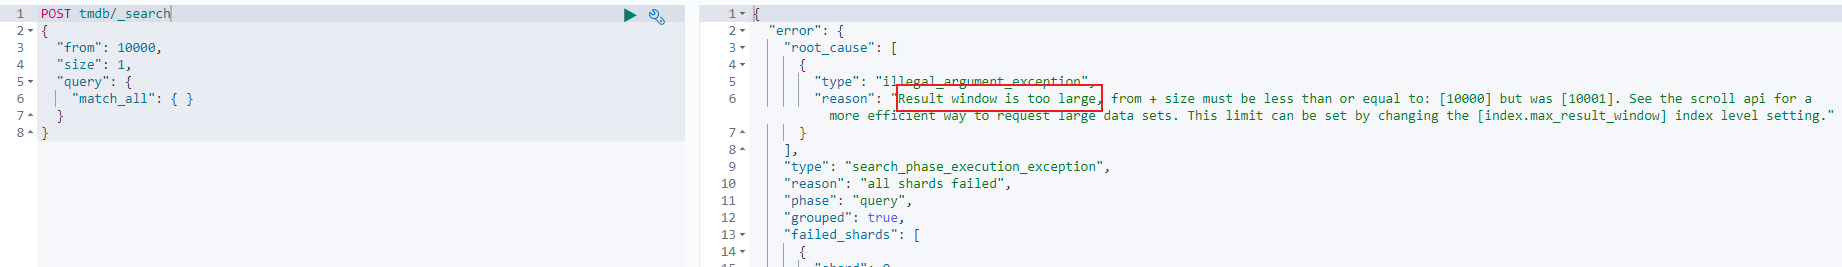 1 POST tmdb/_search
2 {
3 "from": 10000,
4 "size": 1,
5 "query": {
6 "match_all": { }
7 }
8 }
1 {
2 "error": {
3 "root_cause": [
4 {
5 "type": "illegal_argument_exception",
6 "reason": "Result window is too large, from + size must be less than or equal to: [10000] but was [10001]. See the scroll api for a
more efficient way to request large data sets. This limit can be set by changing the [index.max_result_window] index level setting."
7 }
8 ],
9 "type": "search_phase_execution_exception",
10 "reason": "all shards failed",
11 "phase": "query",
12 "grouped": true,
13 "failed_shards": [
14 {